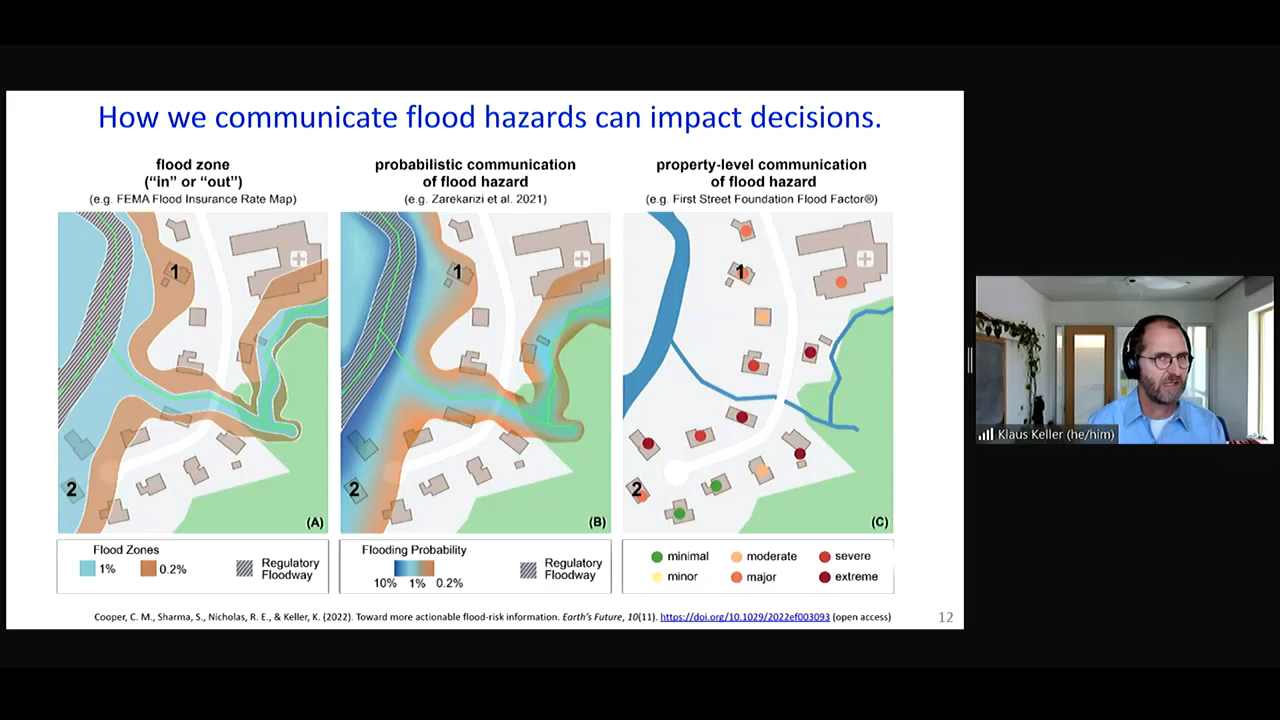 How we communicate flood hazards can impact decisions.
flood zone
(“in” or “out”)
(e.g. FEMA Flood Insurance Rate Map)
probabilistic communication
of flood hazard
(e.g. Zarekarizi et al. 2021)
property-level communication
of flood hazard
(e.g. First Street Foundation Flood Factor®)
1
2
(A)
1
2
(B)
1
2
(C)
Flood Zones
1%
0.2%
Regulatory
Floodway
Flooding Probability
10% 1% 0.2%
Regulatory
Floodway
minimal
moderate
severe
minor
major
extreme
Cooper, C. M., Sharma, S., Nicholas, R. E., & Keller, K. (2022). Toward more actionable flood-risk information. Earth’s Future, 10(11). https://doi.org/10.1029/2022ef003093 (open access)
12
Klaus Keller (he/him)